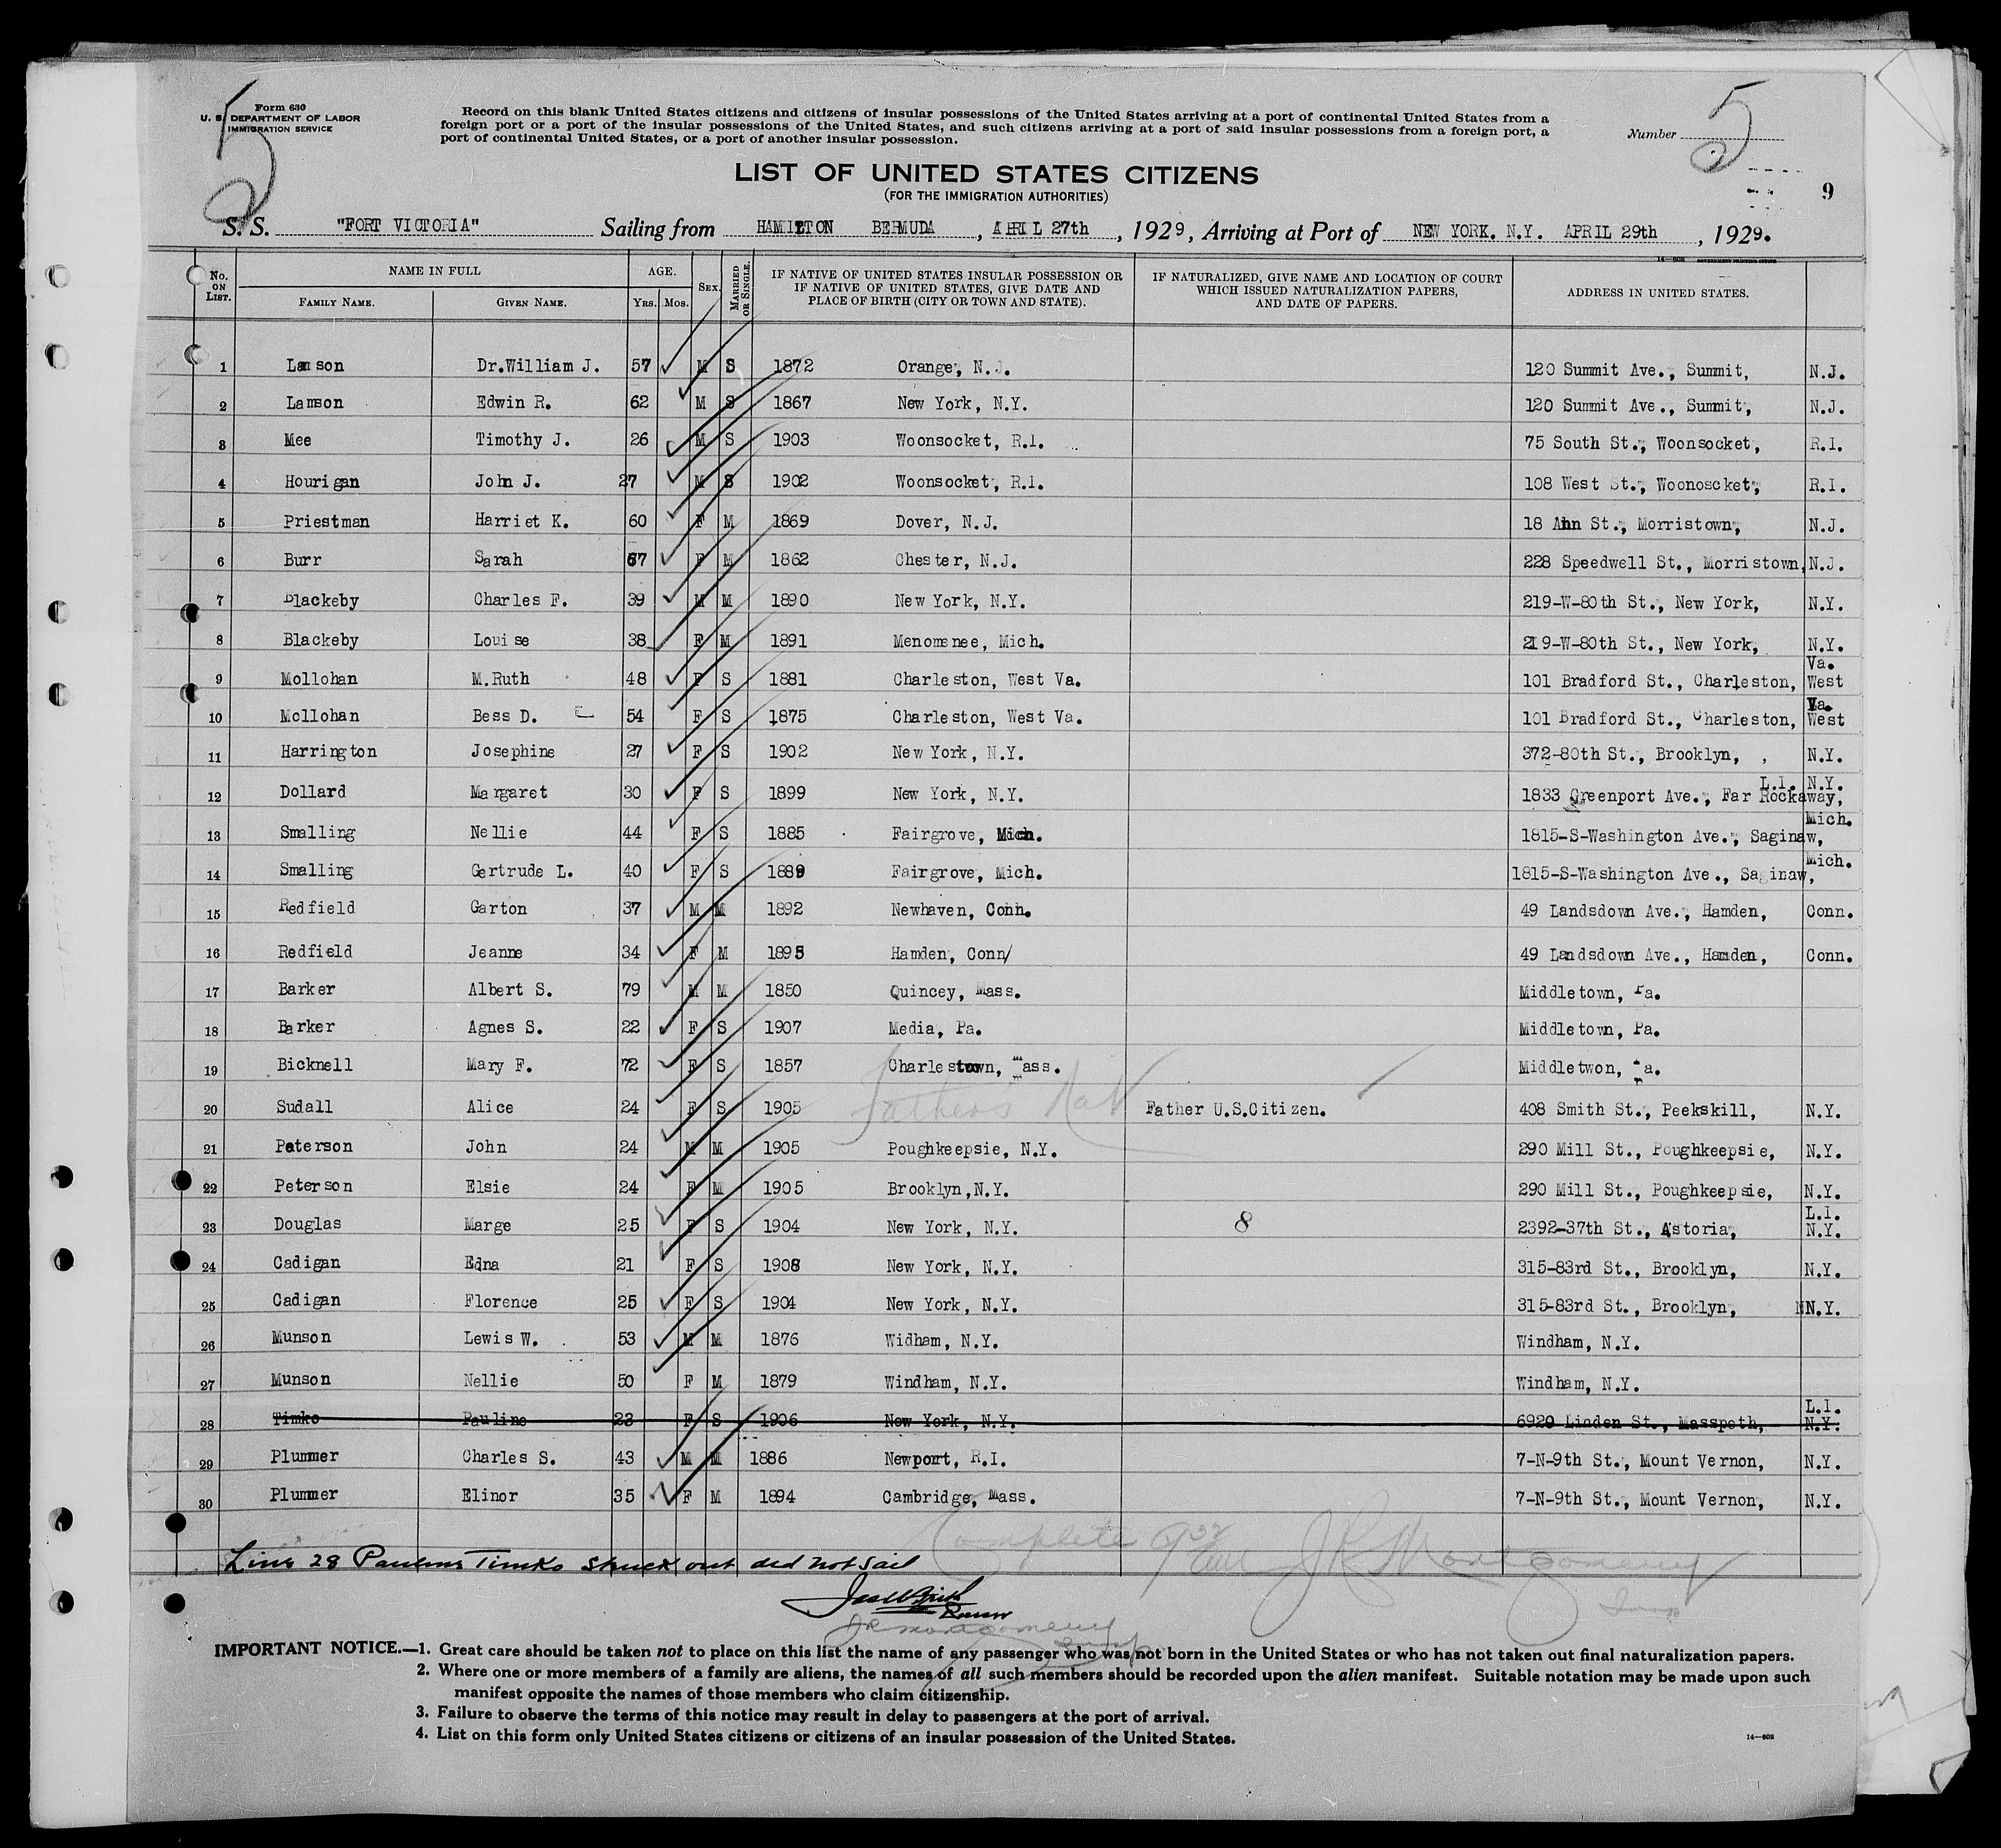 Form 630
U. S. DEPARTMENT OF LABOR
IMMIGRATION SERVICE
5
Record on this blank United States citizens and citizens of insular possessions of the United States arriving at a port of continental United States from a
foreign port or a port of the insular possessions of the United States, and such citizens arriving at a port of said insular possessions from a foreign port, a
port of continental United States, or a port of another insular possession.
Number 5
LIST OF UNITED STATES CITIZENS
(FOR THE IMMIGRATION AUTHORITIES)
9
S. S. "FORT VICTORIA" Sailing from HAMILTON BERMUDA, APRIL 27th, 1929, Arriving at Port of NEW YORK. N.Y. APRIL 29th, 1929.
14—608 GOVERNMENT PRINTING OFFICE
No. ON LIST. NAME IN FULL FAMILY NAME. GIVEN NAME. AGE. Yrs. Mos. SEX. MARRIED OR SINGLE. IF NATIVE OF UNITED STATES INSULAR POSSESSION OR IF NATIVE OF UNITED STATES, GIVE DATE AND PLACE OF BIRTH (CITY OR TOWN AND STATE). IF NATURALIZED, GIVE NAME AND LOCATION OF COURT WHICH ISSUED NATURALIZATION PAPERS, AND DATE OF PAPERS. ADDRESS IN UNITED STATES.
1 Lamson Dr.William J. 57 M S 1872 Orange, N.J. 120 Summit Ave., Summit, N.J.
2 Lamson Edwin R. 62 M S 1867 New York, N.Y. 120 Summit Ave., Summit, N.J.
3 Mee Timothy J. 26 M S 1903 Woonsocket, R.I. 75 South St., Woonsocket, R.I.
4 Hourigan John J. 27 M S 1902 Woonsocket, R.I. 108 West St., Woonoscket, R.I.
5 Priestman Harriet K. 60 F M 1869 Dover, N.J. 18 Ann St., Morristown, N.J.
6 Burr Sarah 67 F M 1862 Chester, N.J. 228 Speedwell St., Morristown, N.J.
7 Blackeby Charles F. 39 M M 1890 New York, N.Y. 219-W-80th St., New York, N.Y.
8 Blackeby Louise 38 F M 1891 Menomenee, Mich. 219-W-80th St., New York, N.Y.
9 Mollohan M.Ruth 48 F S 1881 Charleston, West Va. 101 Bradford St., Charleston, West Va.
10 Mollohan Bess D. 54 F S 1875 Charleston, West Va. 101 Bradford St., Charleston, West Va.
11 Harrington Josephine 27 F S 1902 New York, N.Y. 372-80th St., Brooklyn, , N.Y.
12 Dollard Margaret 30 F S 1899 New York, N.Y. 1833 Greenport Ave., Far Rockaway, L.I. N.Y.
13 Smalling Nellie 44 F S 1885 Fairgrove, Mich. 1815-S-Washington Ave., Saginaw, Mich.
14 Smalling Gertrude L. 40 F S 1889 Fairgrove, Mich. 1815-S-Washington Ave., Saginaw, Mich.
15 Redfield Garton 37 M M 1892 Newhaven, Conn. 49 Landsdown Ave., Hamden, Conn.
16 Redfield Jeanne 34 F M 1895 Hamden, Conn/ 49 Landsdown Ave., Hamden, Conn.
17 Barker Albert S. 79 M M 1850 Quincey, Mass. Middletown, Pa.
18 Barker Agnes S. 22 F S 1907 Media, Pa. Middletown, Pa.
19 Bicknell Mary F. 72 F S 1857 Charlestown, Mass. Middletwon, Pa.
20 Sudall Alice 24 F S 1905 Fathers Nat Father U.S.Citizen. 408 Smith St., Peekskill, N.Y.
21 Peterson John 24 M M 1905 Poughkeepsie, N.Y. 290 Mill St., Poughkeepsie, N.Y.
22 Peterson Elsie 24 F M 1905 Brooklyn,N.Y. 290 Mill St., Poughkeepsie, N.Y.
23 Douglas Marge 25 F S 1904 New York, N.Y. 8 2392-37th St., Astoria, L.I. N.Y.
24 Cadigan Edna 21 F S 1908 New York, N.Y. 315-83rd St., Brooklyn, N.Y.
25 Cadigan Florence 25 F S 1904 New York, N.Y. 315-83rd St., Brooklyn, NN.Y.
26 Munson Lewis W. 53 M M 1876 Widham, N.Y. Windham, N.Y.
27 Munson Nellie 50 F M 1879 Windham, N.Y. Windham, N.Y.
28 Timko Pauline 23 F S 1906 New York, N.Y. 6920 Linden St., Masspeth, L.I. N.Y.
29 Plummer Charles S. 43 M M 1886 Newport, R.I. 7-N-9th St., Mount Vernon, N.Y.
30 Plummer Elinor 35 F M 1894 Cambridge, Mass. 7-N-9th St., Mount Vernon, N.Y.
Complete JR Montgomery
Line 28 Pauline Timko struck out did not sail
Purser
JR Montgomery
IMPORTANT NOTICE.—1. Great care should be taken not to place on this list the name of any passenger who was not born in the United States or who has not taken out final naturalization papers.
2. Where one or more members of a family are aliens, the names of all such members should be recorded upon the alien manifest. Suitable notation may be made upon such
manifest opposite the names of those members who claim citizenship.
3. Failure to observe the terms of this notice may result in delay to passengers at the port of arrival.
4. List on this form only United States citizens or citizens of an insular possession of the United States.
14—608